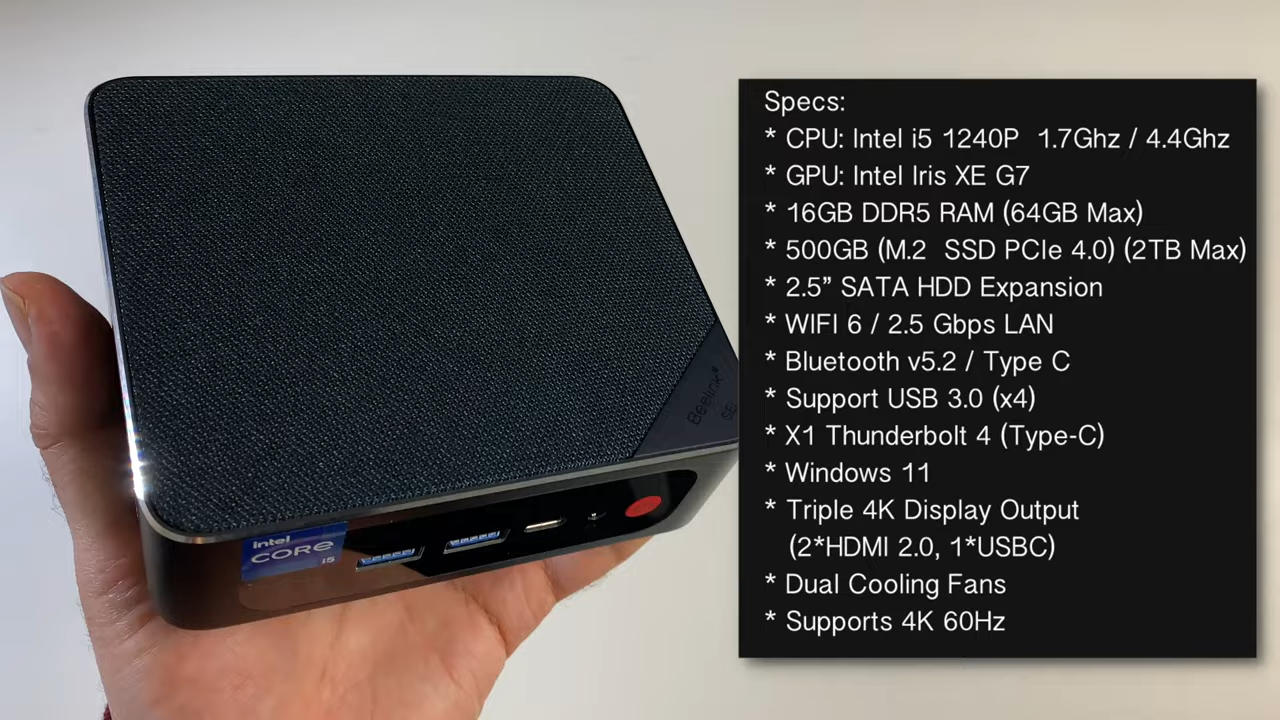 Beelink®
SEi
intel
CORE
i5
Specs:
* CPU: Intel i5 1240P 1.7Ghz / 4.4Ghz
* GPU: Intel Iris XE G7
* 16GB DDR5 RAM (64GB Max)
* 500GB (M.2 SSD PCIe 4.0) (2TB Max)
* 2.5” SATA HDD Expansion
* WIFI 6 / 2.5 Gbps LAN
* Bluetooth v5.2 / Type C
* Support USB 3.0 (x4)
* X1 Thunderbolt 4 (Type-C)
* Windows 11
* Triple 4K Display Output
(2*HDMI 2.0, 1*USBC)
* Dual Cooling Fans
* Supports 4K 60Hz